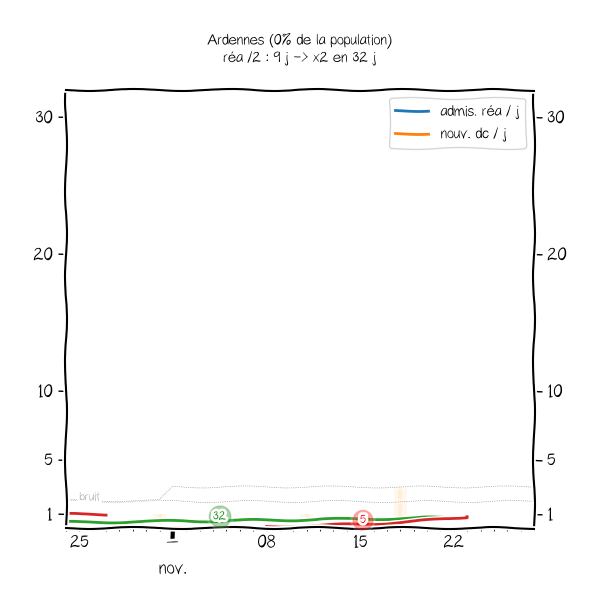 Ardennes (0% de la population)
réa /2 : 9 j -> x2 en 32 j
admis. réa / j
nouv. dc / j
30
30
20
20
10
10
5
5
bruit
32
5
1
1
25
1
08
15
22
nov.